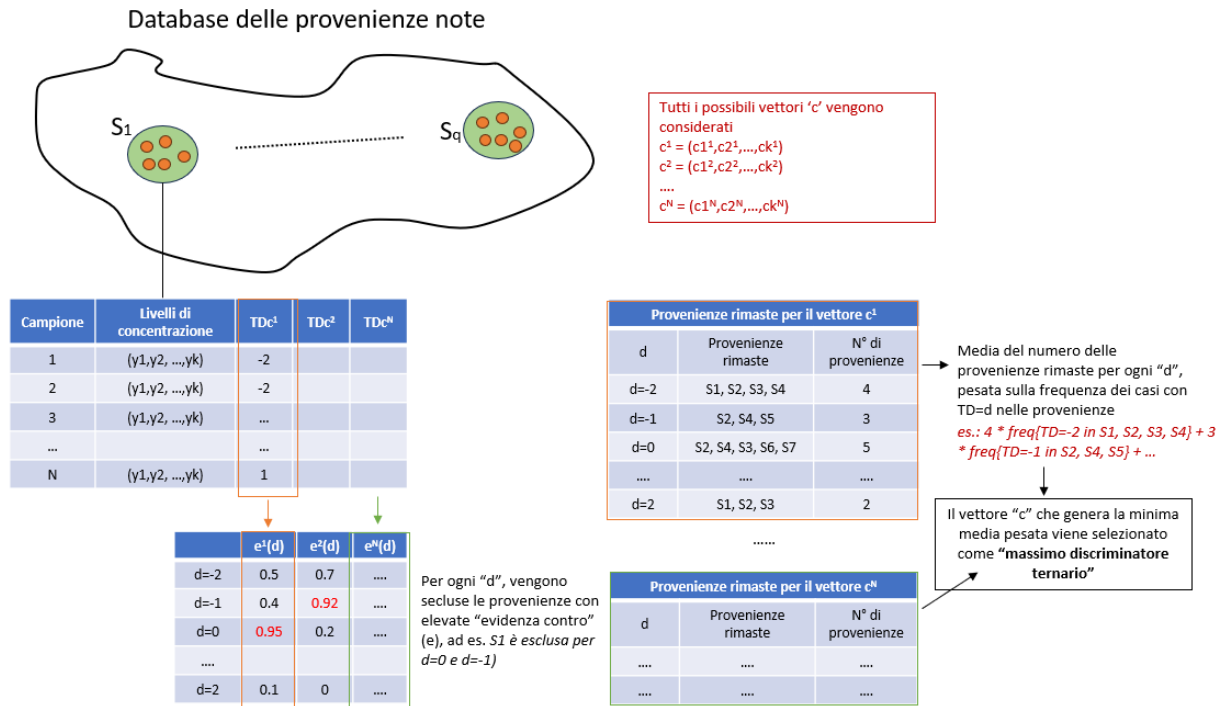 Database delle provenienze note
S1
Sq
Tutti i possibili vettori ‘c’ vengono
considerati
c¹ = (c1¹,c2¹,…,ck¹)
c² = (c1²,c2²,…,ck²)
….
cᴺ = (c1ᴺ,c2ᴺ,…,ckᴺ)
Campione Livelli di concentrazione TDc¹ TDc² TDcᴺ
1 (y1,y2, …,yk) -2
2 (y1,y2, …,yk) -2
3 (y1,y2, …,yk) …
… …
N (y1,y2, …,yk) 1
e¹(d) e²(d) eᴺ(d)
d=-2 0.5 0.7 ….
d=-1 0.4 0.92 ….
d=0 0.95 0.2 ….
….
d=2 0.1 0 ….
Per ogni “d”, vengono
secluse le provenienze con
elevate “evidenza contro”
(e), ad es. S1 è esclusa per
d=0 e d=-1)
Provenienze rimaste per il vettore c¹
d Provenienze rimaste N° di provenienze
d=-2 S1, S2, S3, S4 4
d=-1 S2, S4, S5 3
d=0 S2, S4, S3, S6, S7 5
…. …. ….
d=2 S1, S2, S3 2
……
Provenienze rimaste per il vettore cᴺ
d Provenienze rimaste N° di provenienze
…. …. ….
…. …. ….
Media del numero delle
provenienze rimaste per ogni “d”,
pesata sulla frequenza dei casi con
TD=d nelle provenienze
es.: 4 * freq{TD=-2 in S1, S2, S3, S4} + 3
* freq{TD=-1 in S2, S4, S5} + …
Il vettore “c” che genera la minima
media pesata viene selezionato
come “massimo discriminatore
ternario”